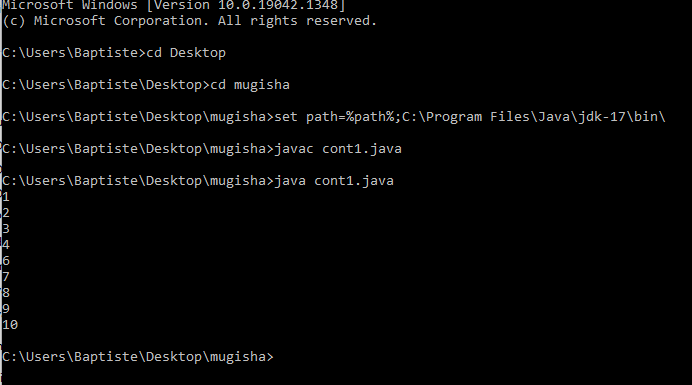 Microsoft Windows [Version 10.0.19042.1348]
(c) Microsoft Corporation. All rights reserved.
C:\Users\Baptiste>cd Desktop
C:\Users\Baptiste\Desktop>cd mugisha
C:\Users\Baptiste\Desktop\mugisha>set path=%path%;C:\Program Files\Java\jdk-17\bin\
C:\Users\Baptiste\Desktop\mugisha>javac cont1.java
C:\Users\Baptiste\Desktop\mugisha>java cont1.java
1
2
3
4
6
7
8
9
10
C:\Users\Baptiste\Desktop\mugisha>